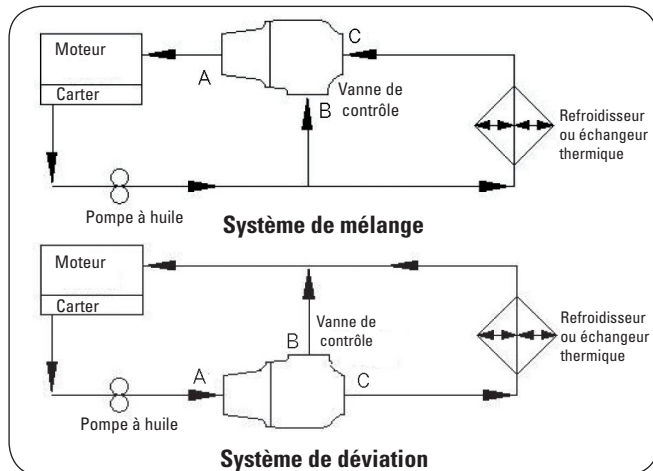 Moteur
Carter
A
C
B
Vanne de
contrôle
Refroidisseur
ou échangeur
thermique
Pompe à huile
Système de mélange
Moteur
Carter
Vanne de
contrôle
B
A
C
Refroidisseur
ou échangeur
thermique
Pompe à huile
Système de déviation